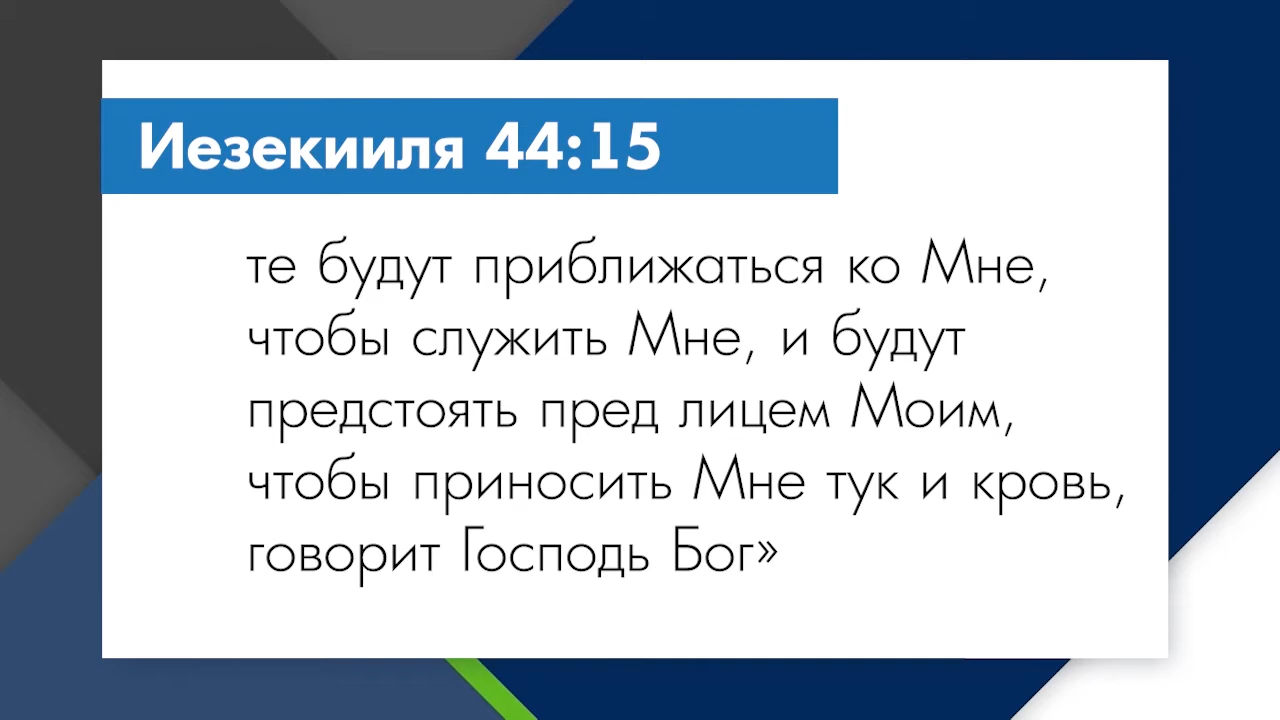 Иезекииля 44:15
те будут приближаться ко Мне,
чтобы служить Мне, и будут
предстоять пред лицем Моим,
чтобы приносить Мне тук и кровь,
говорит Господь Бог»